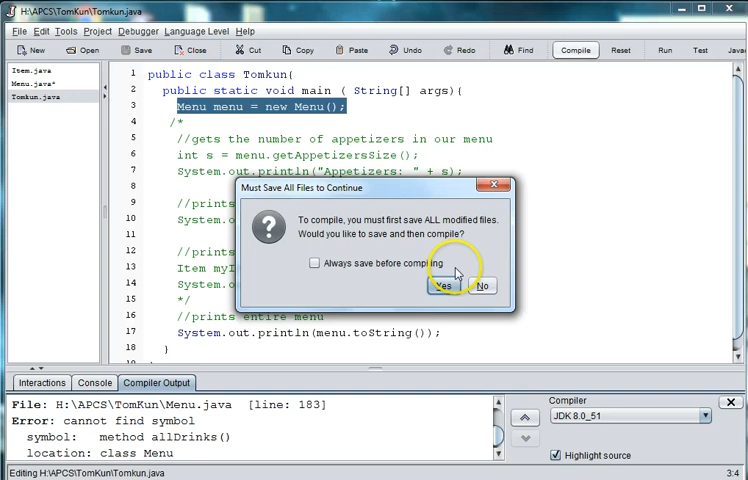 H:\APCS\TomKun\Tomkun.java
File Edit Tools Project Debugger Language Level Help
New Open Save Close Cut Copy Paste Undo Redo Find Compile Reset Run Test Javac
Item.java
Menu.java*
Tomkun.java
1 public class Tomkun{
2 public static void main ( String[] args){
3 Menu menu = new Menu();
4 /*
5 //gets the number of appetizers in our menu
6 int s = menu.getAppetizersSize();
7 System.out.println("Appetizers: " + s);
8
9 //prints
10 System.o
11
12 //prints
13 Item myI
14 System.o
15 */
16 //prints entire menu
17 System.out.println(menu.toString());
18 }
Must Save All Files to Continue
To compile, you must first save ALL modified files.
Would you like to save and then compile?
Always save before compiling
Yes No
Interactions Console Compiler Output
File: H:\APCS\TomKun\Menu.java [line: 183]
Error: cannot find symbol
symbol: method allDrinks()
location: class Menu
Compiler
JDK 8.0_51
Highlight source
Editing H:\APCS\TomKun\Tomkun.java 3:4